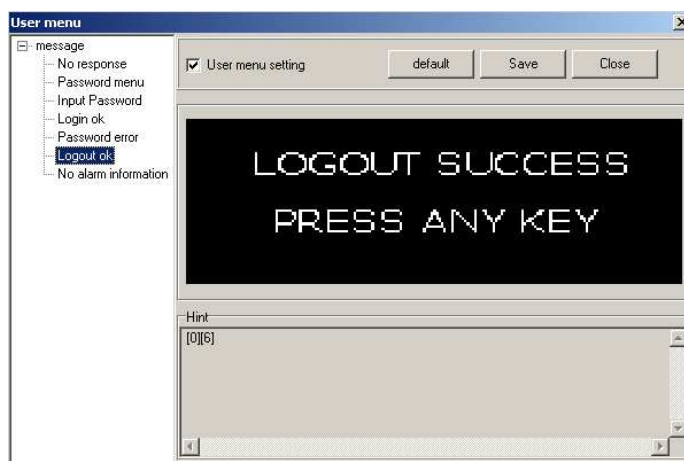 User menu
message
No response
Password menu
Input Password
Login ok
Password error
Logout ok
No alarm information
User menu setting
default
Save
Close
LOGOUT SUCCESS
PRESS ANY KEY
Hint
[0][6]